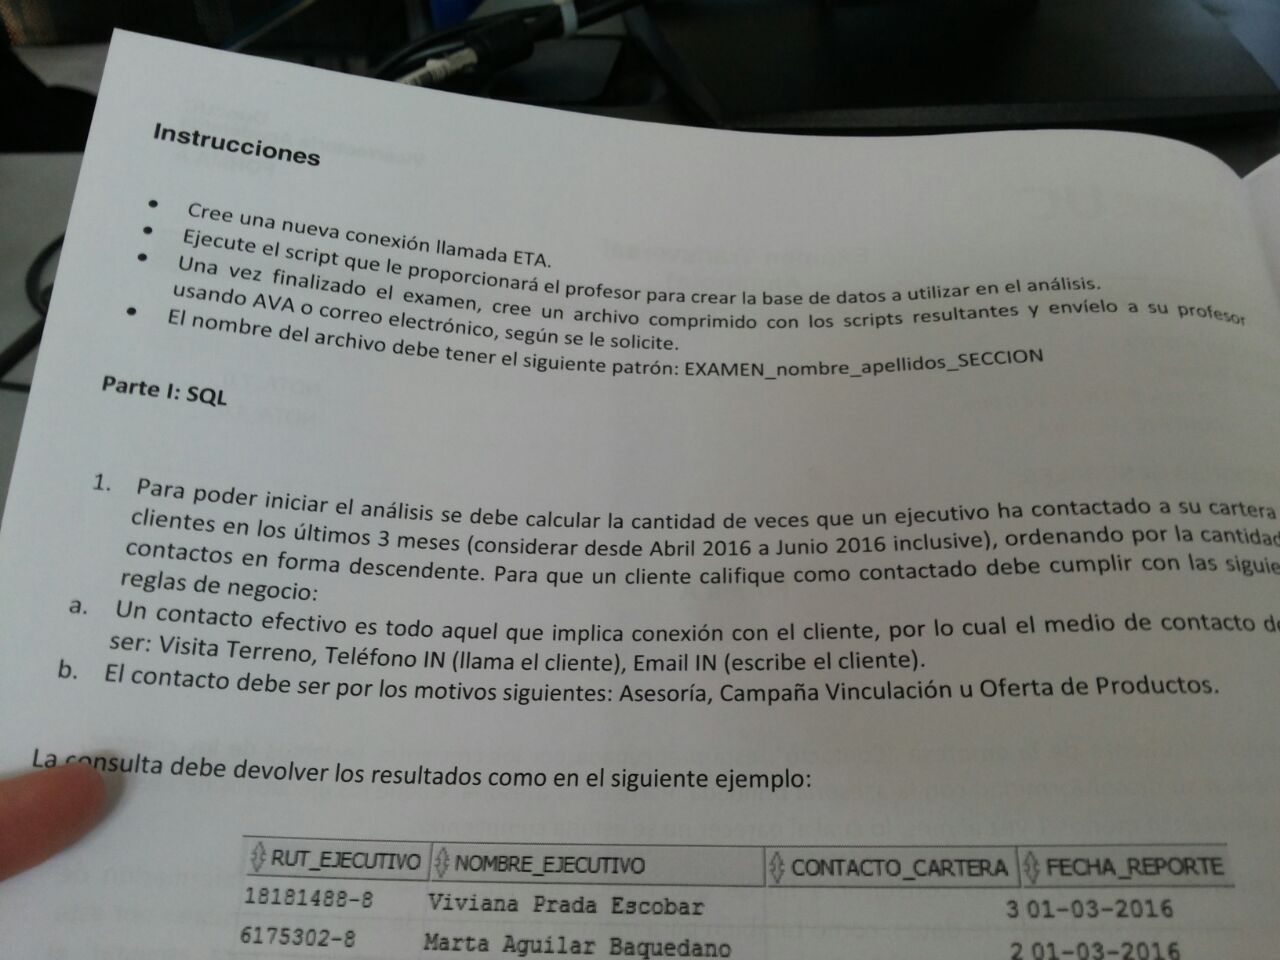 Instrucciones
• Cree una nueva conexión llamada ETA.
• Ejecute el script que le proporcionará el profesor para crear la base de datos a utilizar en el análisis.
• Una vez finalizado el examen, cree un archivo comprimido con los scripts resultantes y envíelo a su profesor
usando AVA o correo electrónico, según se le solicite.
• El nombre del archivo debe tener el siguiente patrón: EXAMEN_nombre_apellidos_SECCION
Parte I: SQL
1. Para poder iniciar el análisis se debe calcular la cantidad de veces que un ejecutivo ha contactado a su cartera
clientes en los últimos 3 meses (considerar desde Abril 2016 a Junio 2016 inclusive), ordenando por la cantidad
contactos en forma descendente. Para que un cliente califique como contactado debe cumplir con las siguie
reglas de negocio:
a. Un contacto efectivo es todo aquel que implica conexión con el cliente, por lo cual el medio de contacto de
ser: Visita Terreno, Teléfono IN (llama el cliente), Email IN (escribe el cliente).
b. El contacto debe ser por los motivos siguientes: Asesoría, Campaña Vinculación u Oferta de Productos.
La consulta debe devolver los resultados como en el siguiente ejemplo:
RUT_EJECUTIVO NOMBRE_EJECUTIVO CONTACTO_CARTERA FECHA_REPORTE
18181488-8 Viviana Prada Escobar 3 01-03-2016
6175302-8 Marta Aguilar Baquedano 2 01-03-2016